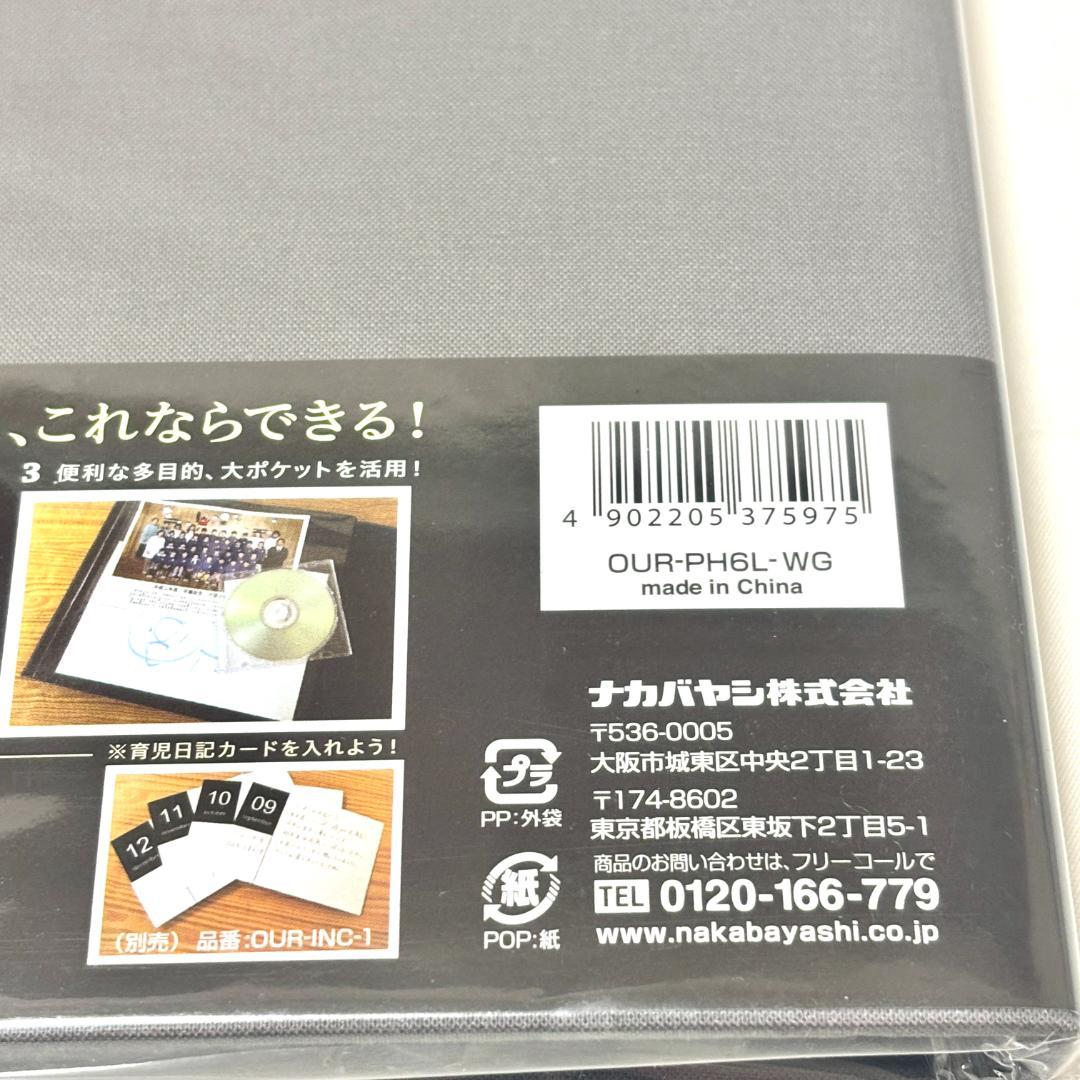 、これならできる!
3 便利な多目的、大ポケットを活用!
※育児日記カードを入れよう!
12
11
10
09
(別売) 品番:OUR-INC-1
4 902205 375975
OUR-PH6L-WG
made in China
ナカバヤシ株式会社
〒536-0005
大阪市城東区中央2丁目1-23
〒174-8602
東京都板橋区東坂下2丁目5-1
商品のお問い合わせは、フリーコールで
TEL 0120-166-779
www.nakabayashi.co.jp
プラ
PP:外袋
紙
POP:紙